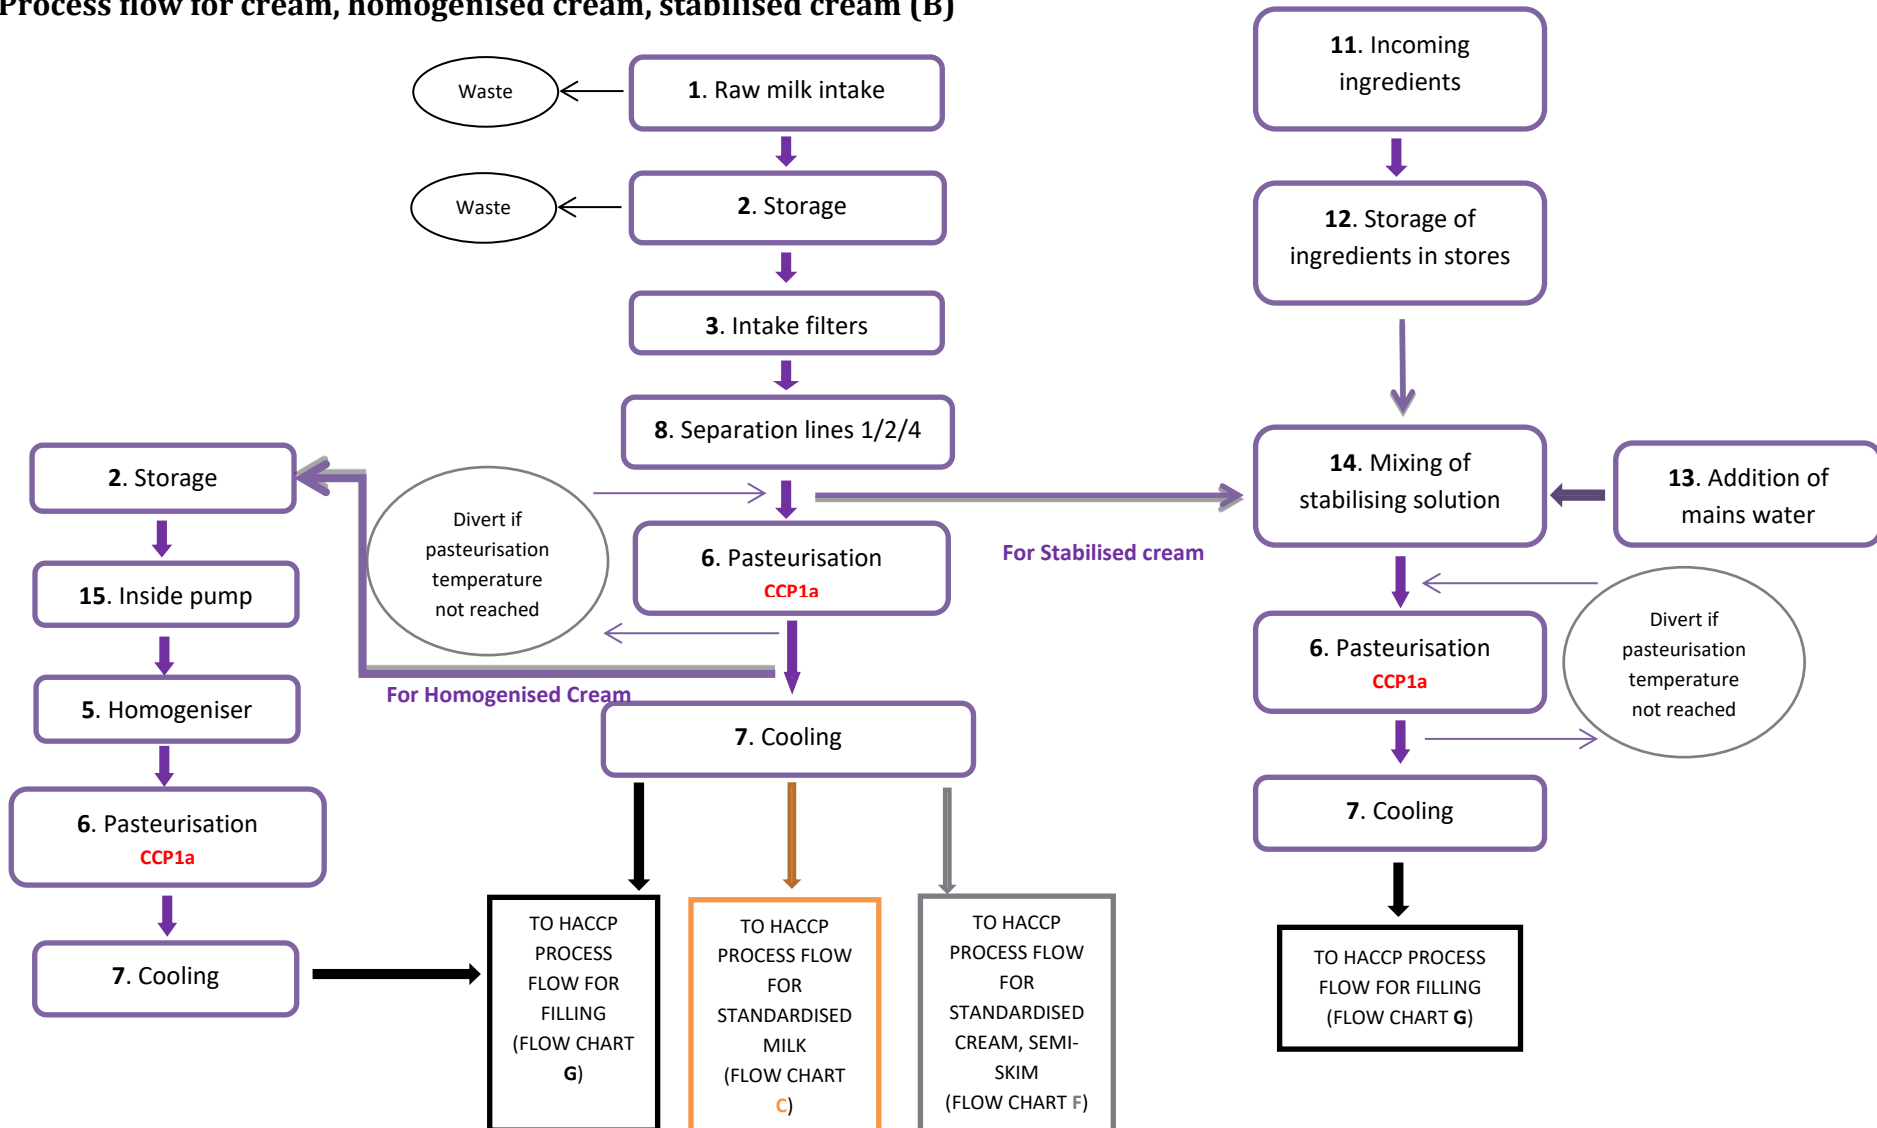 Process flow for cream, homogenised cream, stabilised cream (B)
Waste
1. Raw milk intake
Waste
2. Storage
3. Intake filters
8. Separation lines 1/2/4
11. Incoming
ingredients
12. Storage of
ingredients in stores
14. Mixing of
stabilising solution
13. Addition of
mains water
2. Storage
15. Inside pump
5. Homogeniser
6. Pasteurisation
CCP1a
7. Cooling
Divert if
pasteurisation
temperature
not reached
6. Pasteurisation
CCP1a
For Stabilised cream
For Homogenised Cream
7. Cooling
6. Pasteurisation
CCP1a
Divert if
pasteurisation
temperature
not reached
7. Cooling
TO HACCP
PROCESS
FLOW FOR
FILLING
(FLOW CHART
G)
TO HACCP
PROCESS FLOW
FOR
STANDARDISED
MILK
(FLOW CHART
C)
TO HACCP
PROCESS FLOW
FOR
STANDARDISED
CREAM, SEMI-
SKIM
(FLOW CHART F)
TO HACCP PROCESS
FLOW FOR FILLING
(FLOW CHART G)